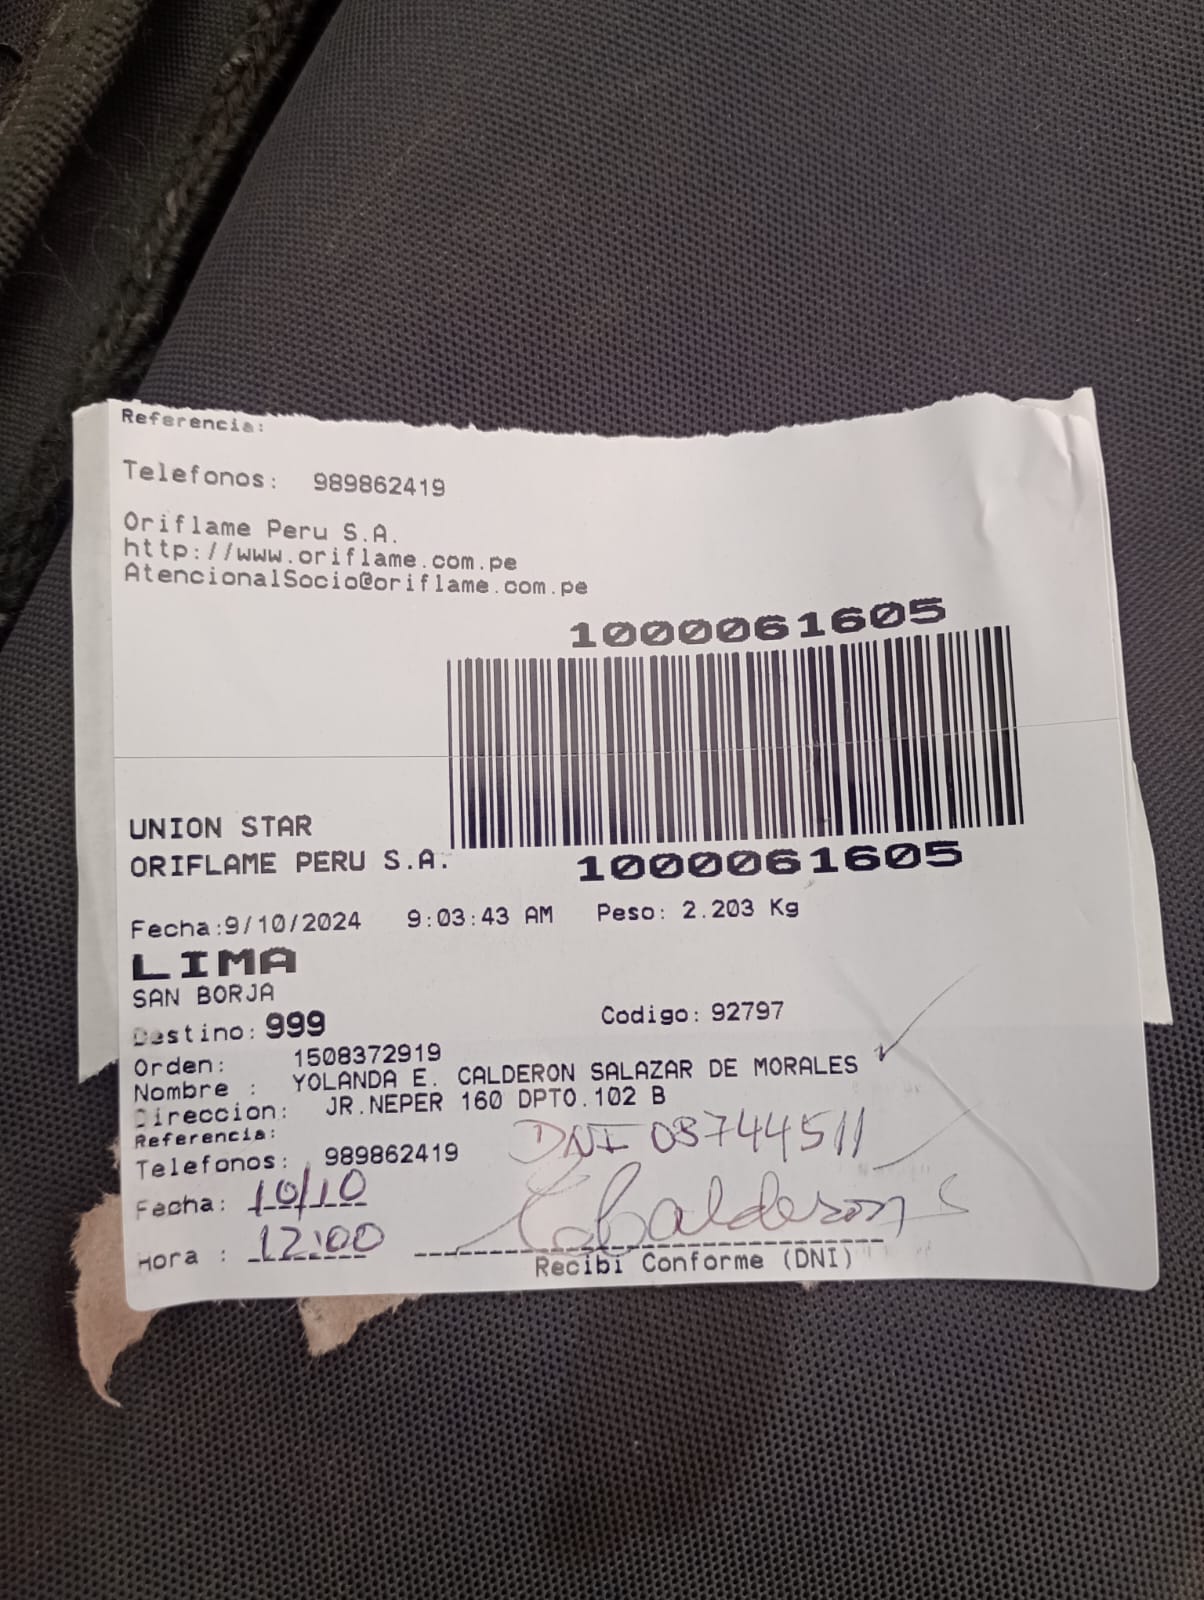 Referencia:
Telefonos: 989862419
Oriflame Peru S.A.
http://www.oriflame.com.pe
AtencionalSocio@oriflame.com.pe
1000061605
UNION STAR
ORIFLAME PERU S.A.
1000061605
Fecha:9/10/2024 9:03:43 AM Peso: 2.203 Kg
LIMA
SAN BORJA
Destino: 999 Codigo: 92797
Orden: 1508372919
Nombre : YOLANDA E. CALDERON SALAZAR DE MORALES
Direccion: JR.NEPER 160 DPTO.102 B
Referencia:
Telefonos: 989862419
DNI 08744511
Fecha: 10/10
Hora : 12:00
Calderon S
Recibi Conforme (DNI)